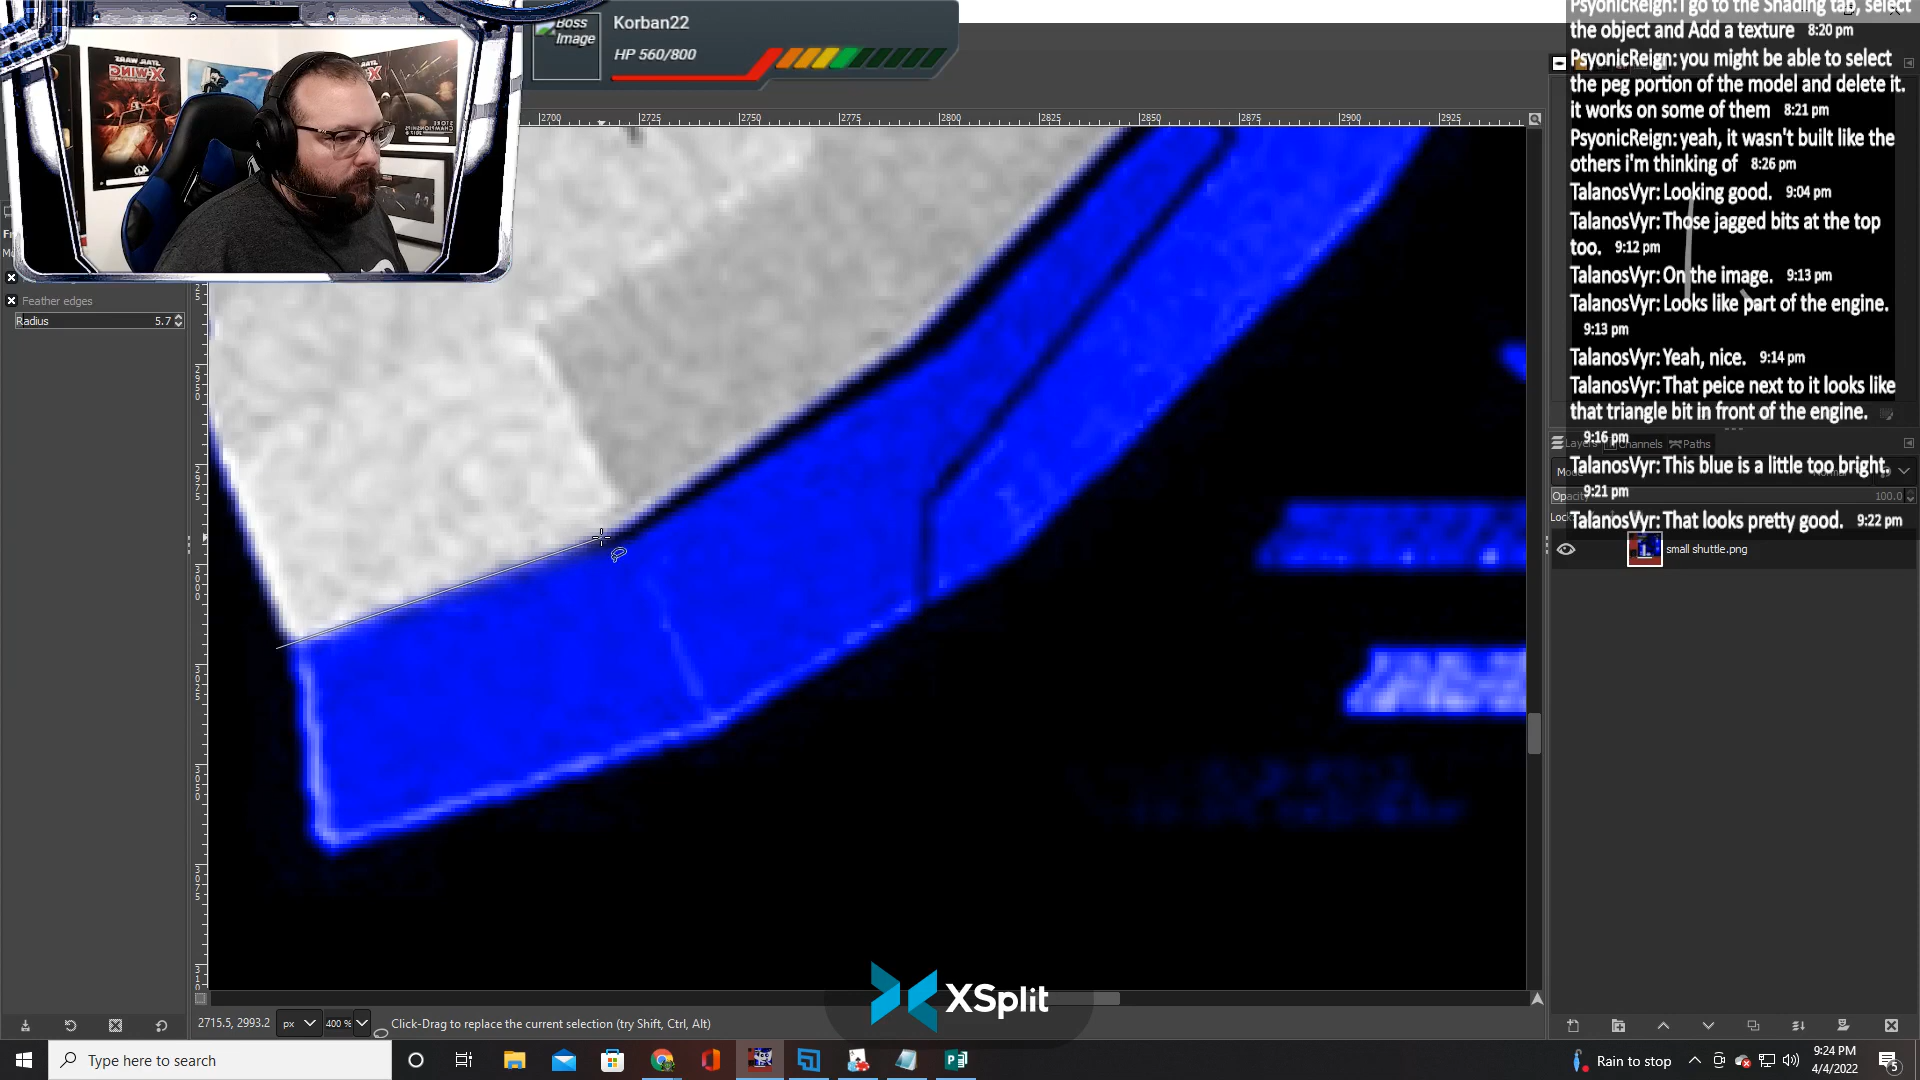 Boss
Image
Korban22
HP 560/800
PsyonicReign: I go to the Shading tab, select
the object and Add a texture 8:20 pm
PsyonicReign: you might be able to select
the peg portion of the model and delete it.
it works on some of them 8:21 pm
PsyonicReign: yeah, it wasn't built like the
others i'm thinking of 8:26 pm
TalanosVyr: Looking good. 9:04 pm
TalanosVyr: Those jagged bits at the top
too. 9:12 pm
TalanosVyr: On the image. 9:13 pm
TalanosVyr: Looks like part of the engine.
9:13 pm
TalanosVyr: Yeah, nice. 9:14 pm
TalanosVyr: That peice next to it looks like
that triangle bit in front of the engine.
9:16 pm
TalanosVyr: This blue is a little too bright.
9:21 pm
TalanosVyr: That looks pretty good. 9:22 pm
Layers Channels Paths
100.0
small shuttle.png
Feather edges
Radius 5.7
2700 2725 2750 2775 2800 2825 2850 2875 2900 2925
XSplit
2715.5, 2993.2 px 400 % Click-Drag to replace the current selection (try Shift, Ctrl, Alt)
Type here to search
Rain to stop
9:24 PM
4/4/2022
5